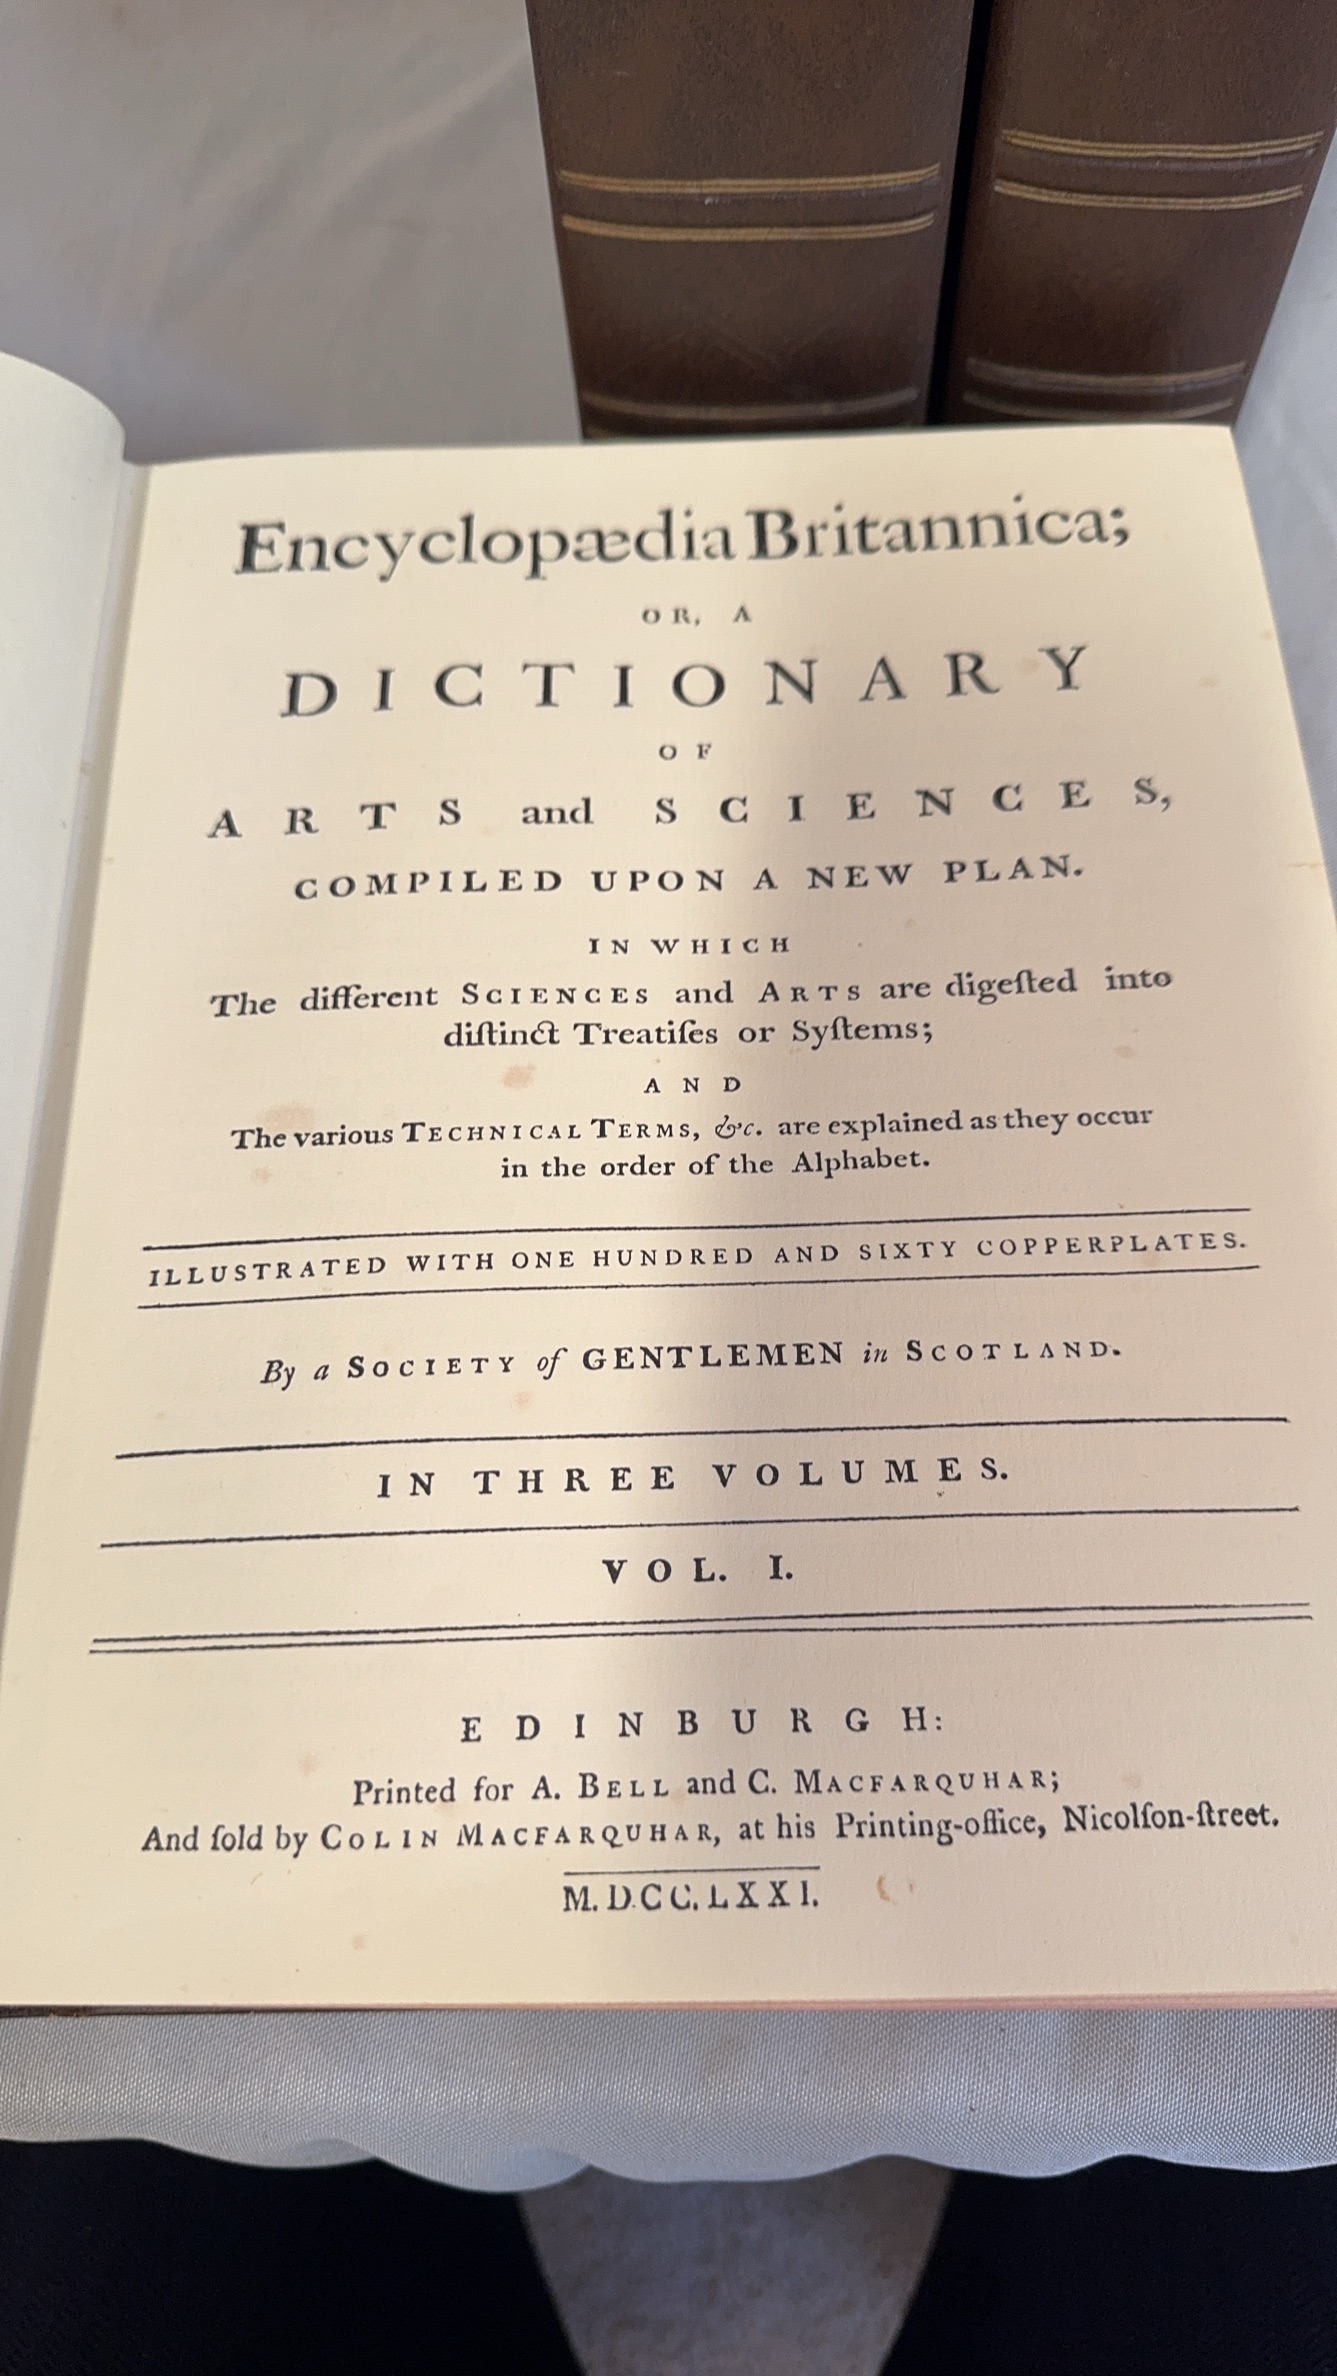 Encyclopædia Britannica;
OR, A
DICTIONARY
OF
ARTS and SCIENCES,
COMPILED UPON A NEW PLAN.
IN WHICH
The different SCIENCES and ARTS are digeſted into
diſtinct Treatiſes or Syſtems;
AND
The various TECHNICAL TERMS, &c. are explained as they occur
in the order of the Alphabet.
ILLUSTRATED WITH ONE HUNDRED AND SIXTY COPPERPLATES.
By a SOCIETY of GENTLEMEN in SCOTLAND.
IN THREE VOLUMES.
VOL. I.
EDINBURGH:
Printed for A. BELL and C. MACFARQUHAR;
And ſold by COLIN MACFARQUHAR, at his Printing-office, Nicolſon-ſtreet.
M.DCC.LXXI.